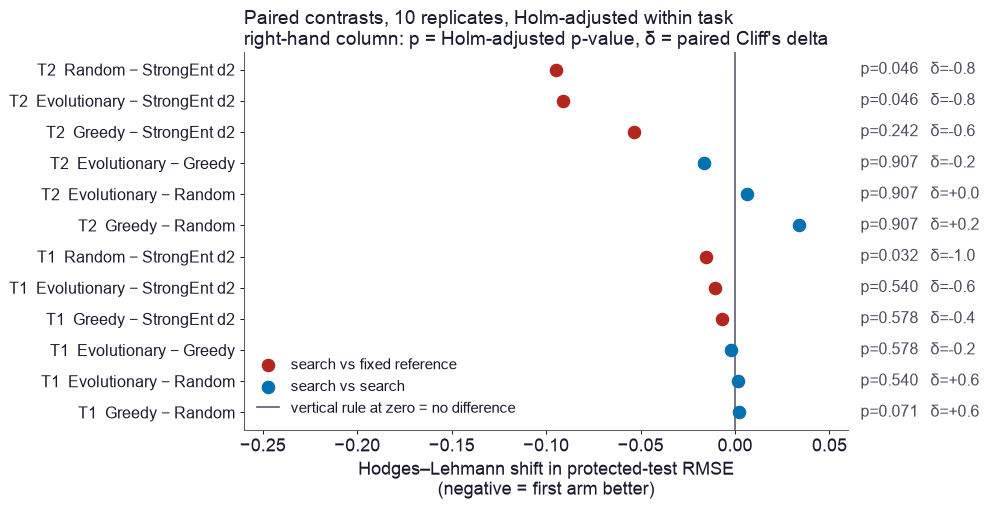 Paired contrasts, 10 replicates, Holm-adjusted within task
right-hand column: p = Holm-adjusted p-value, δ = paired Cliff's delta
T2 Random − StrongEnt d2 p=0.046 δ=-0.8
T2 Evolutionary − StrongEnt d2 p=0.046 δ=-0.8
T2 Greedy − StrongEnt d2 p=0.242 δ=-0.6
T2 Evolutionary − Greedy p=0.907 δ=-0.2
T2 Evolutionary − Random p=0.907 δ=+0.0
T2 Greedy − Random p=0.907 δ=+0.2
T1 Random − StrongEnt d2 p=0.032 δ=-1.0
T1 Evolutionary − StrongEnt d2 p=0.540 δ=-0.6
T1 Greedy − StrongEnt d2 p=0.578 δ=-0.4
T1 Evolutionary − Greedy p=0.578 δ=-0.2
T1 Evolutionary − Random p=0.540 δ=+0.6
T1 Greedy − Random p=0.071 δ=+0.6
search vs fixed reference
search vs search
vertical rule at zero = no difference
−0.25 −0.20 −0.15 −0.10 −0.05 0.00 0.05
Hodges–Lehmann shift in protected-test RMSE
(negative = first arm better)